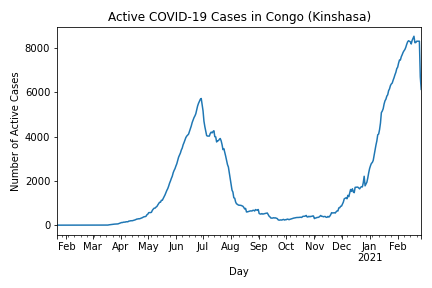 Active COVID-19 Cases in Congo (Kinshasa)
Number of Active Cases
8000
6000
4000
2000
0
Feb Mar Apr May Jun Jul Aug Sep Oct Nov Dec Jan Feb
2021
Day